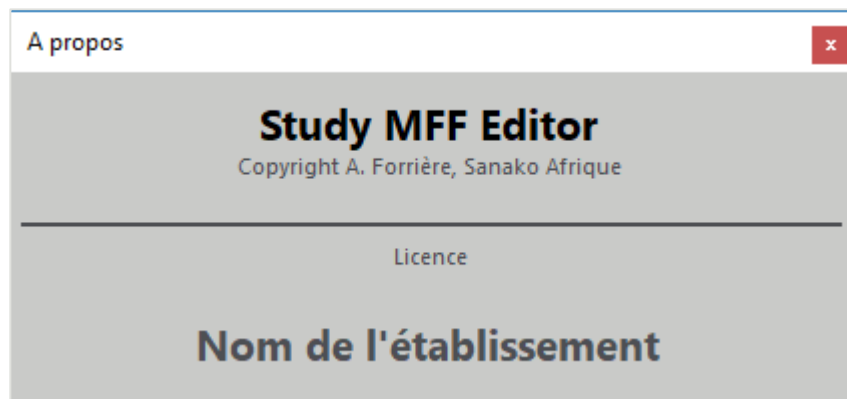 A propos
x
Study MFF Editor
Copyright A. Forrière, Sanako Afrique
Licence
Nom de l'établissement